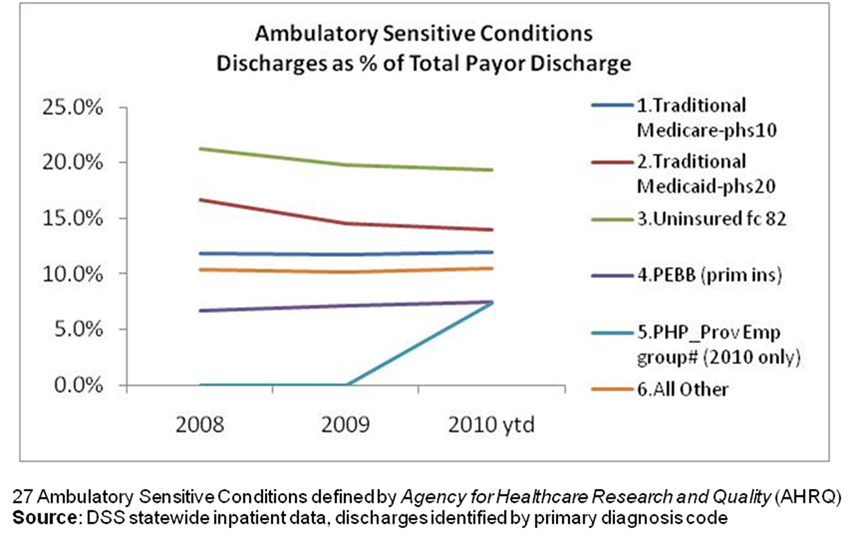 Ambulatory Sensitive Conditions
Discharges as % of Total Payor Discharge
25.0%
20.0%
15.0%
10.0%
5.0%
0.0%
2008
2009
2010 ytd
1.Traditional
Medicare-phs10
2.Traditional
Medicaid-phs20
3.Uninsured fc 82
4.PEBB (prim ins)
5.PHP_Prov Emp
group# (2010 only)
6.All Other
27 Ambulatory Sensitive Conditions defined by Agency for Healthcare Research and Quality (AHRQ)
Source: DSS statewide inpatient data, discharges identified by primary diagnosis code